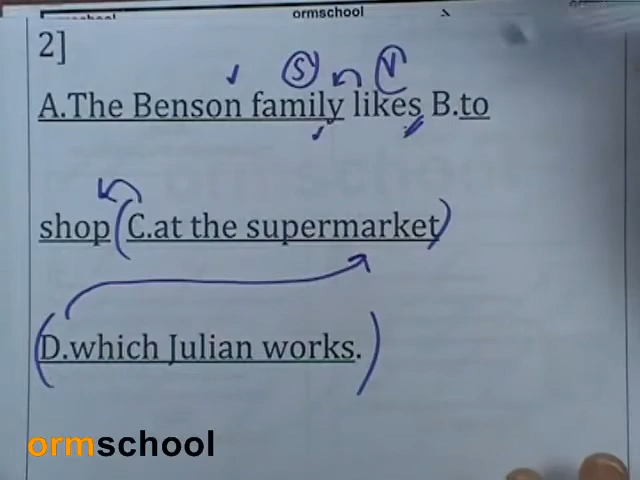 ormschool
2]
S V
A.The Benson family likes B.to
shop (C.at the supermarket)
(D.which Julian works.)
ormschool